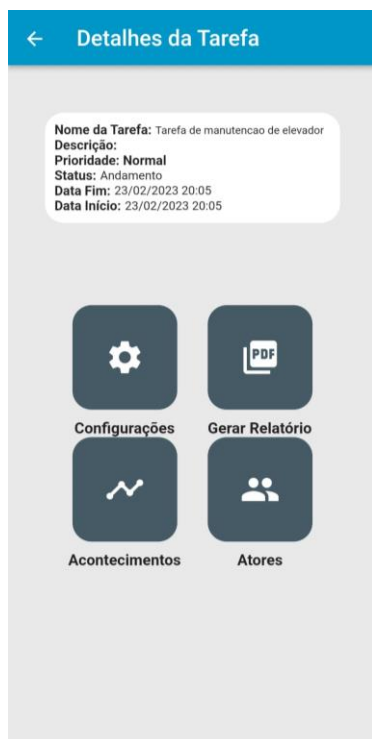 Detalhes da Tarefa
Nome da Tarefa: Tarefa de manutencao de elevador
Descrição:
Prioridade: Normal
Status: Andamento
Data Fim: 23/02/2023 20:05
Data Início: 23/02/2023 20:05
PDF
Configurações
Gerar Relatório
Acontecimentos
Atores